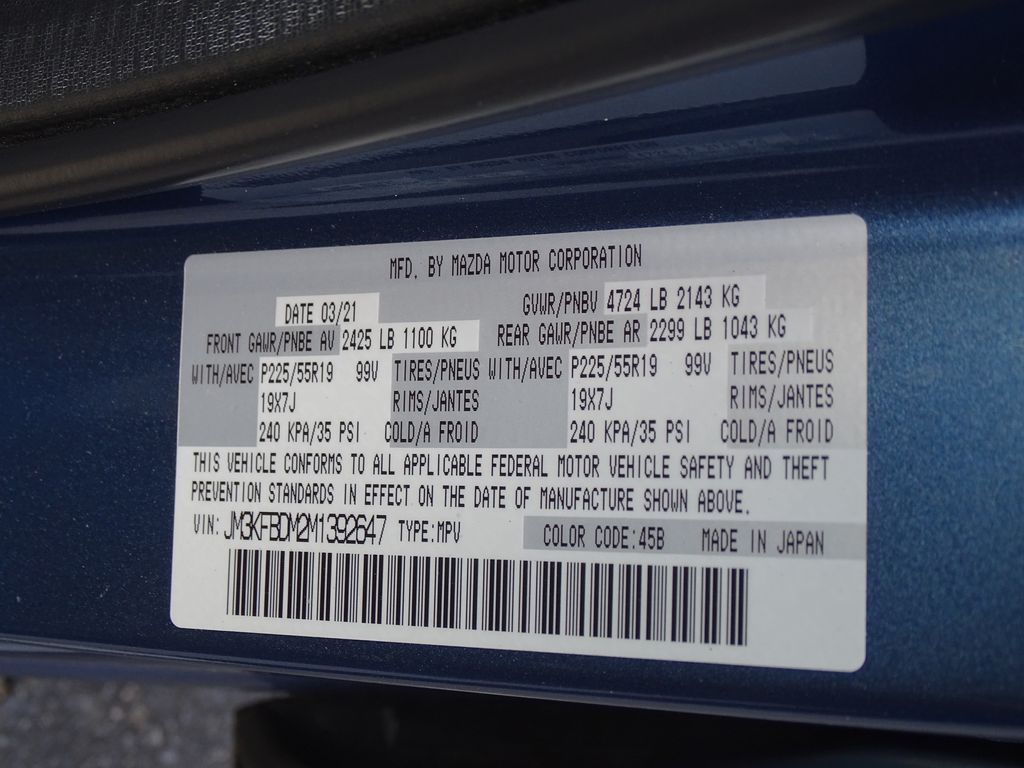 MFD. BY MAZDA MOTOR CORPORATION
DATE 03/21 GVWR/PNBV 4724 LB 2143 KG
FRONT GAWR/PNBE AV 2425 LB 1100 KG REAR GAWR/PNBE AR 2299 LB 1043 KG
WITH/AVEC P225/55R19 99V TIRES/PNEUS WITH/AVEC P225/55R19 99V TIRES/PNEUS
19X7J RIMS/JANTES 19X7J RIMS/JANTES
240 KPA/35 PSI COLD/A FROID 240 KPA/35 PSI COLD/A FROID
THIS VEHICLE CONFORMS TO ALL APPLICABLE FEDERAL MOTOR VEHICLE SAFETY AND THEFT
PREVENTION STANDARDS IN EFFECT ON THE DATE OF MANUFACTURE SHOWN ABOVE.
VIN: JM3KFBDM2M1392647 TYPE:MPV COLOR CODE:45B MADE IN JAPAN